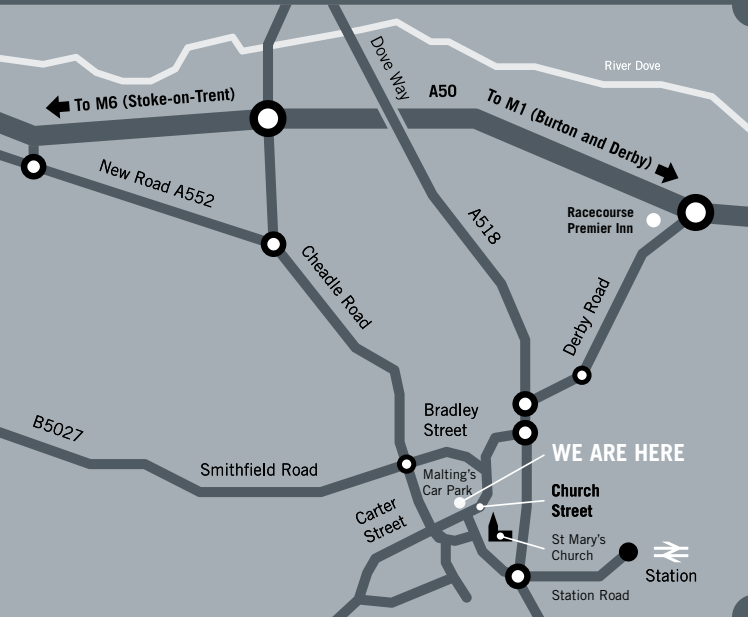 River Dove
Dove Way
To M6 (Stoke-on-Trent)
A50
To M1 (Burton and Derby)
New Road A552
Racecourse
Premier Inn
A518
Cheadle Road
Derby Road
Bradley
Street
B5027
WE ARE HERE
Smithfield Road
Malting's
Car Park
Church
Street
Carter
Street
St Mary's
Church
Station
Station Road